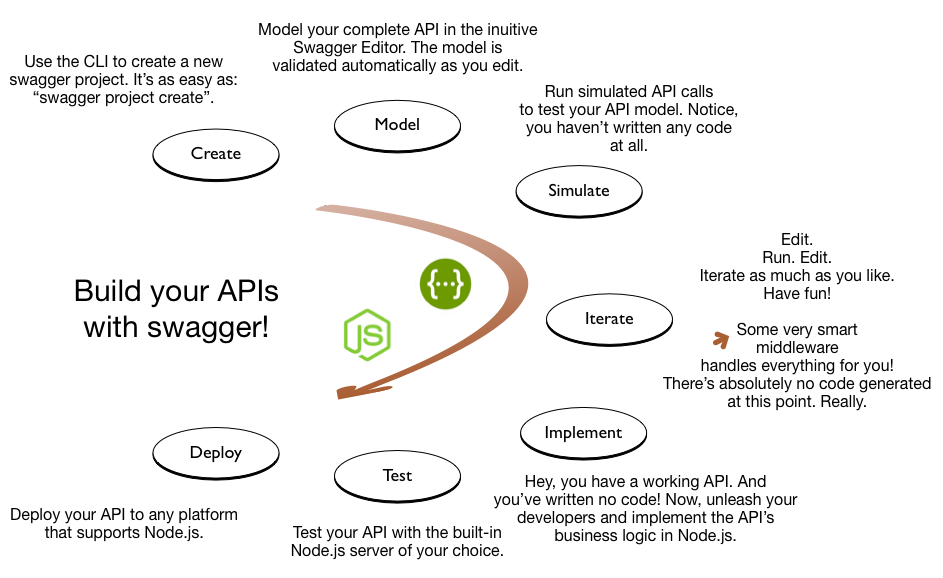 Model your complete API in the inuitive
Swagger Editor. The model is
validated automatically as you edit.
Use the CLI to create a new
swagger project. It's as easy as:
“swagger project create”.
Run simulated API calls
to test your API model. Notice,
you haven't written any code
at all.
Model
Create
Simulate
Edit.
Run. Edit.
Iterate as much as you like.
Have fun!
Build your APIs
with swagger!
{···}
JS
Iterate
Some very smart
middleware
handles everything for you!
There's absolutely no code generated
at this point. Really.
Implement
Deploy
Test
Hey, you have a working API. And
you've written no code! Now, unleash your
developers and implement the API's
business logic in Node.js.
Deploy your API to any platform
that supports Node.js.
Test your API with the built-in
Node.js server of your choice.